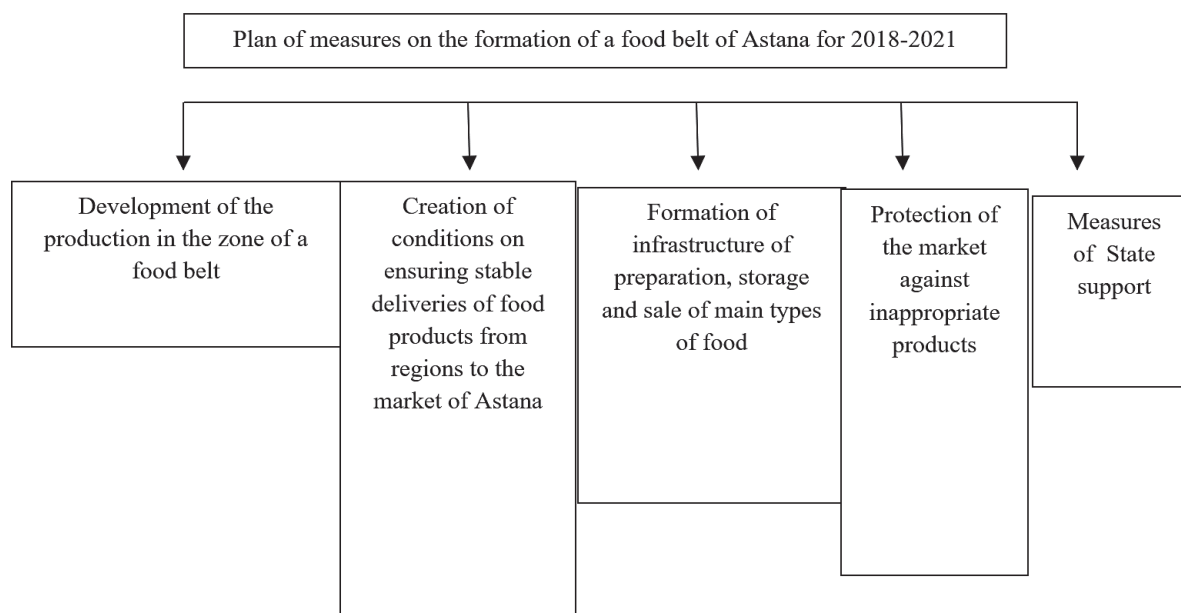 Plan of measures on the formation of a food belt of Astana for 2018-2021
Development of the
production in the zone of a
food belt
Creation of
conditions on
ensuring stable
deliveries of food
products from
regions to the
market of Astana
Formation of
infrastructure of
preparation, storage
and sale of main types
of food
Protection of
the market
against
inappropriate
products
Measures
of State
support